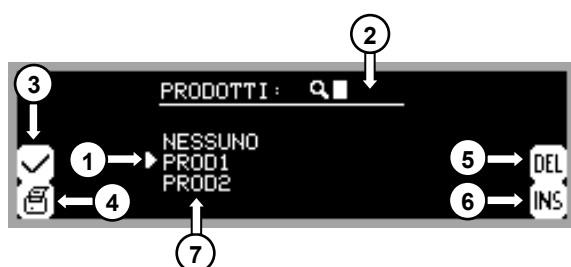 2
3
PRODOTTI:
NESSUNO
1 PROD1 5 DEL
PROD2
4 6 INS
7